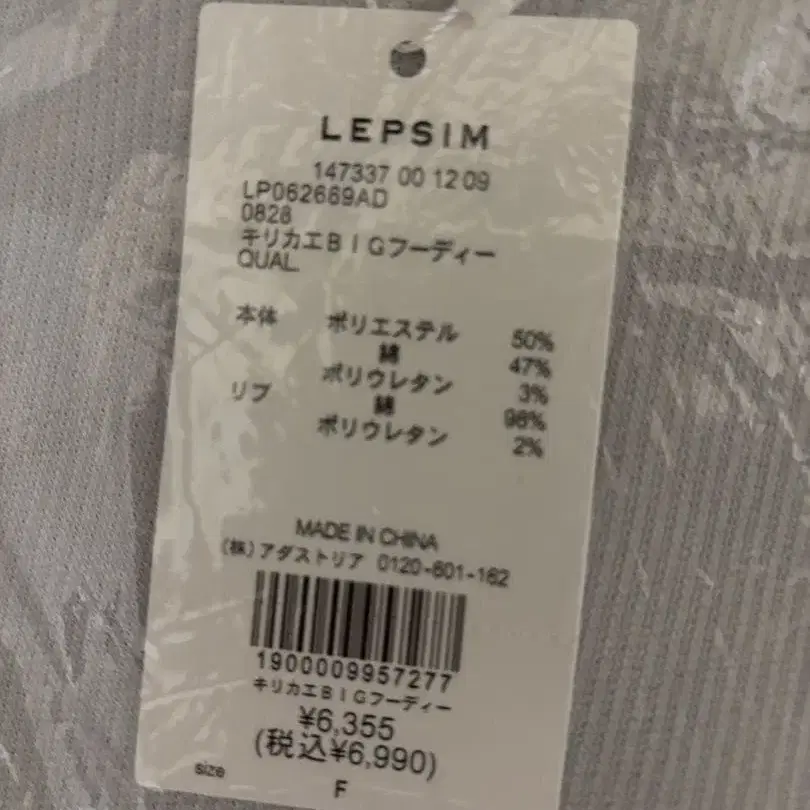 LEPSIM
147337 00 12 09
LP062669AD
0828
キリカエBIGフーディー
QUAL.
本体 ポリエステル 50%
綿 47%
ポリウレタン 3%
リブ 綿 98%
ポリウレタン 2%
MADE IN CHINA
(株)アダストリア 0120-601-162
1900009957277
キリカエBIGフーディー
¥6,355
(税込¥6,990)
size F